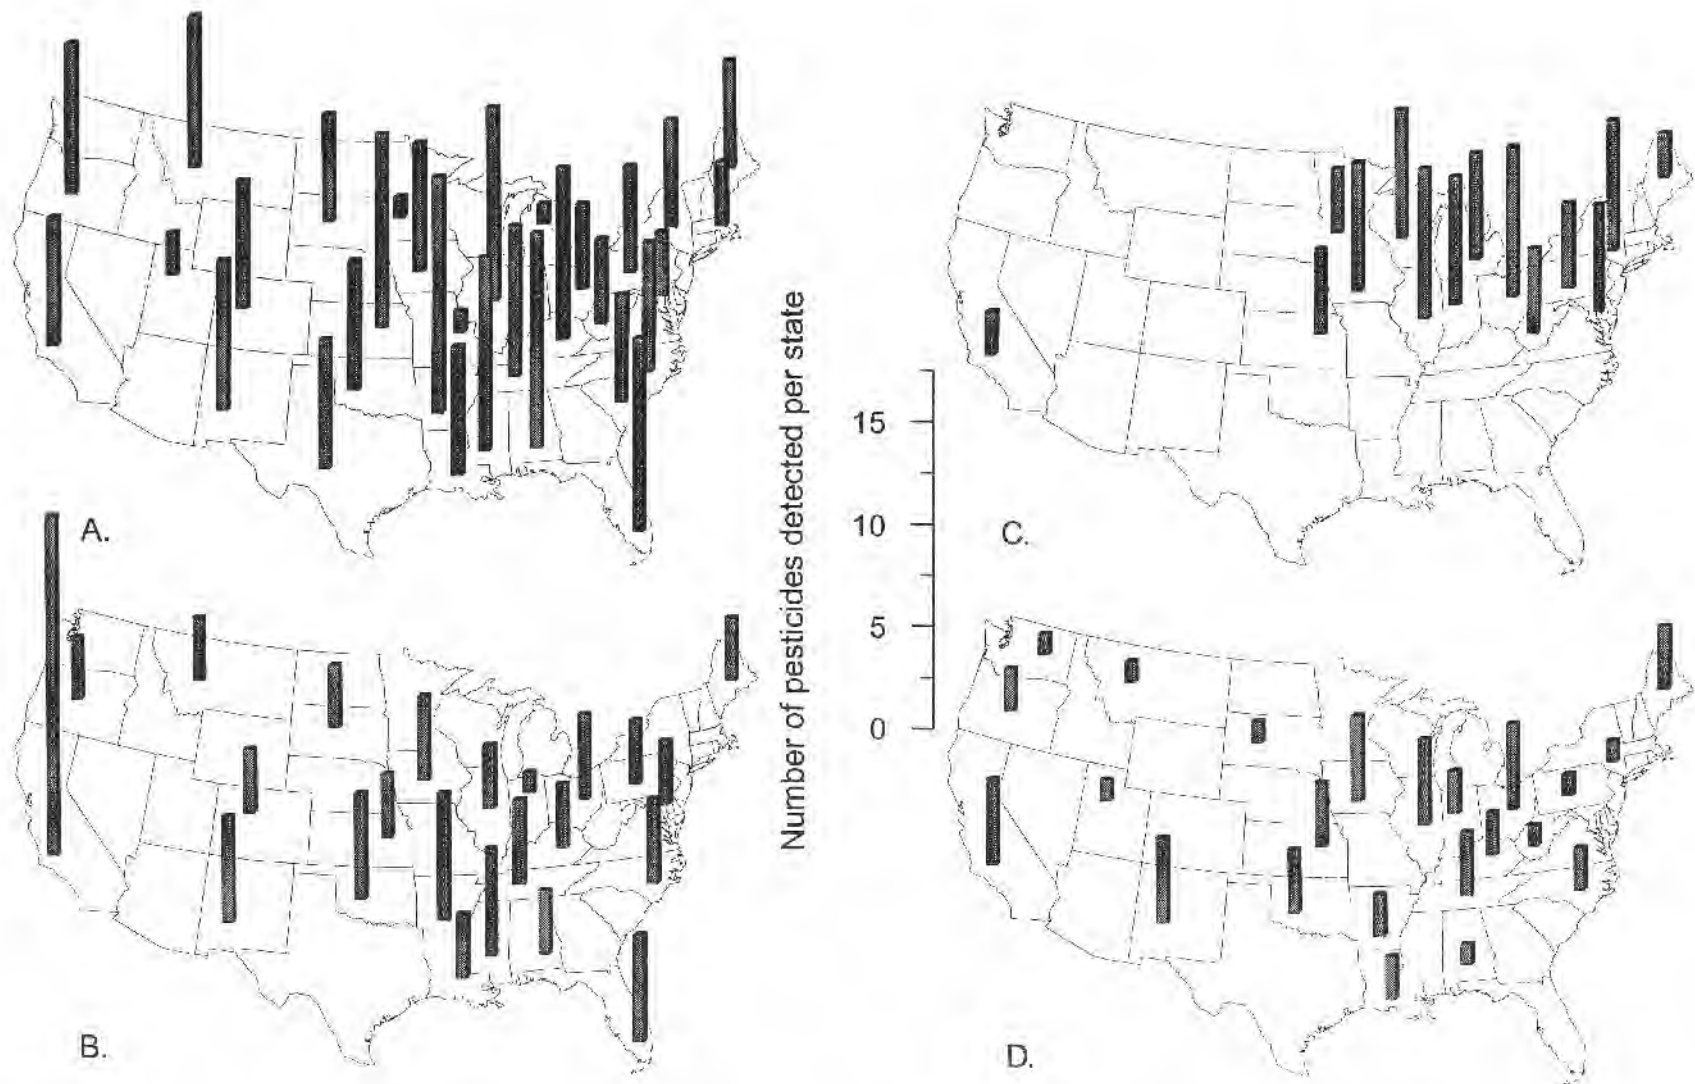 A.
B.
Number of pesticides detected per state
15
10
5
0
C.
D.